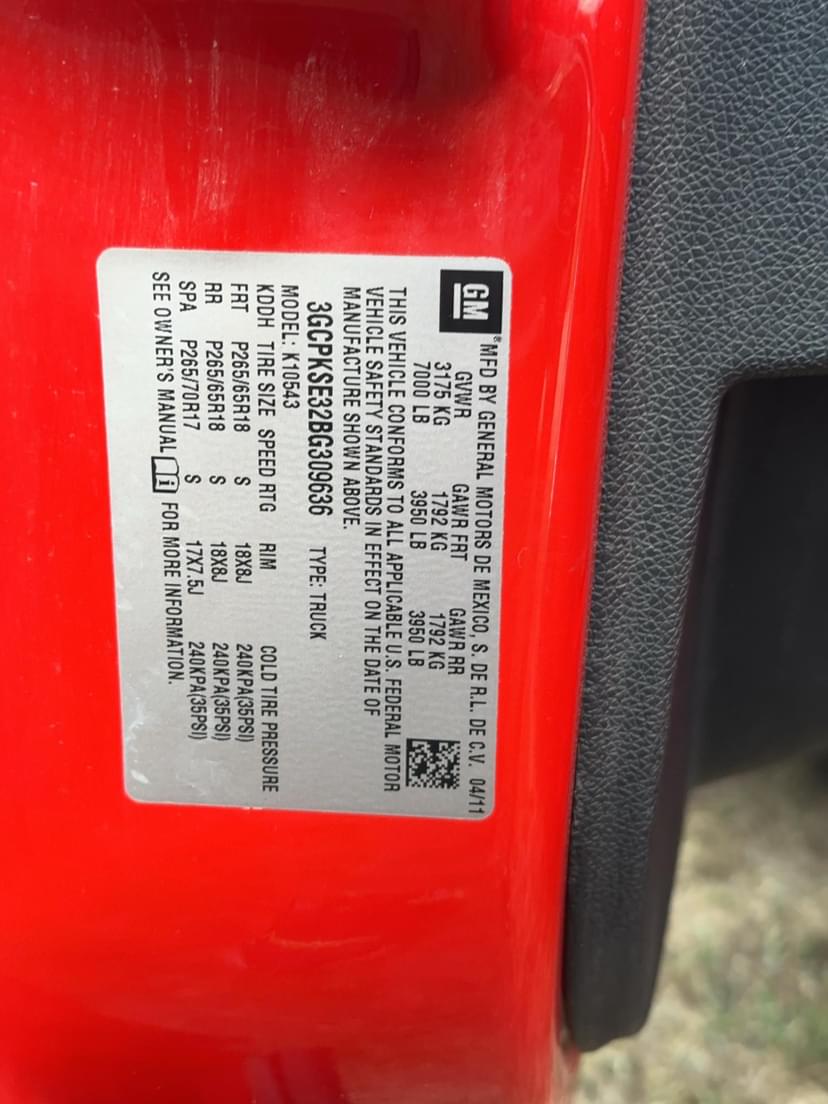 GM® MFD BY GENERAL MOTORS DE MEXICO, S. DE R.L. DE C.V. 04/11
GVWR GAWR FRT GAWR RR
3175 KG 1792 KG 1792 KG
7000 LB 3950 LB 3950 LB
THIS VEHICLE CONFORMS TO ALL APPLICABLE U.S. FEDERAL MOTOR
VEHICLE SAFETY STANDARDS IN EFFECT ON THE DATE OF
MANUFACTURE SHOWN ABOVE.
3GCPKSE32BG309636 TYPE: TRUCK
MODEL: K10543
KDDH TIRE SIZE SPEED RTG RIM COLD TIRE PRESSURE
FRT P265/65R18 S 18X8J 240KPA(35PSI)
RR P265/65R18 S 18X8J 240KPA(35PSI)
SPA P265/70R17 S 17X7.5J 240KPA(35PSI)
SEE OWNER'S MANUAL FOR MORE INFORMATION.